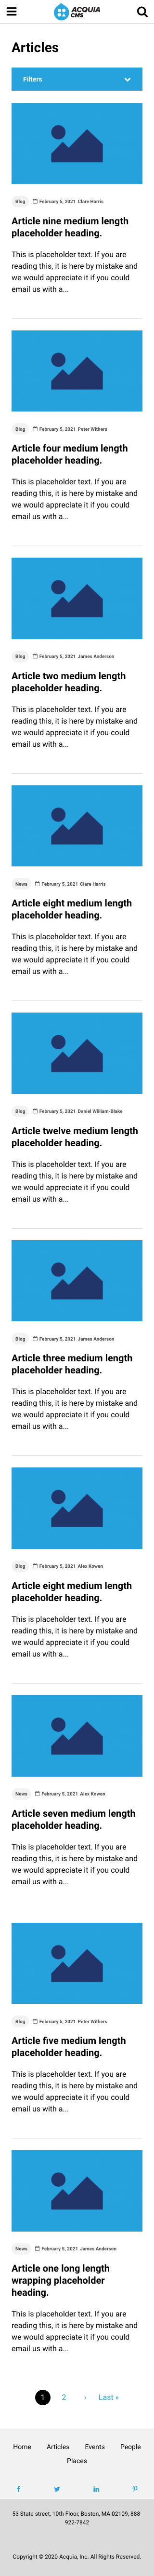 ACQUIA
CMS
Articles
Filters
Blog February 5, 2021 Clare Harris
Article nine medium length
placeholder heading.
This is placeholder text. If you are
reading this, it is here by mistake and
we would appreciate it if you could
email us with a...
Blog February 5, 2021 Peter Withers
Article four medium length
placeholder heading.
This is placeholder text. If you are
reading this, it is here by mistake and
we would appreciate it if you could
email us with a...
Blog February 5, 2021 James Anderson
Article two medium length
placeholder heading.
This is placeholder text. If you are
reading this, it is here by mistake and
we would appreciate it if you could
email us with a...
News February 5, 2021 Clare Harris
Article eight medium length
placeholder heading.
This is placeholder text. If you are
reading this, it is here by mistake and
we would appreciate it if you could
email us with a...
Blog February 5, 2021 Daniel William-Blake
Article twelve medium length
placeholder heading.
This is placeholder text. If you are
reading this, it is here by mistake and
we would appreciate it if you could
email us with a...
Blog February 5, 2021 James Anderson
Article three medium length
placeholder heading.
This is placeholder text. If you are
reading this, it is here by mistake and
we would appreciate it if you could
email us with a...
Blog February 5, 2021 Alex Kowen
Article eight medium length
placeholder heading.
This is placeholder text. If you are
reading this, it is here by mistake and
we would appreciate it if you could
email us with a...
News February 5, 2021 Alex Kowen
Article seven medium length
placeholder heading.
This is placeholder text. If you are
reading this, it is here by mistake and
we would appreciate it if you could
email us with a...
Blog February 5, 2021 Peter Withers
Article five medium length
placeholder heading.
This is placeholder text. If you are
reading this, it is here by mistake and
we would appreciate it if you could
email us with a...
News February 5, 2021 James Anderson
Article one long length
wrapping placeholder
heading.
This is placeholder text. If you are
reading this, it is here by mistake and
we would appreciate it if you could
email us with a...
1 2 › Last »
Home Articles Events People
Places
53 State street, 10th Floor, Boston, MA 02109, 888-
922-7842
Copyright © 2020 Acquia, Inc. All Rights Reserved.